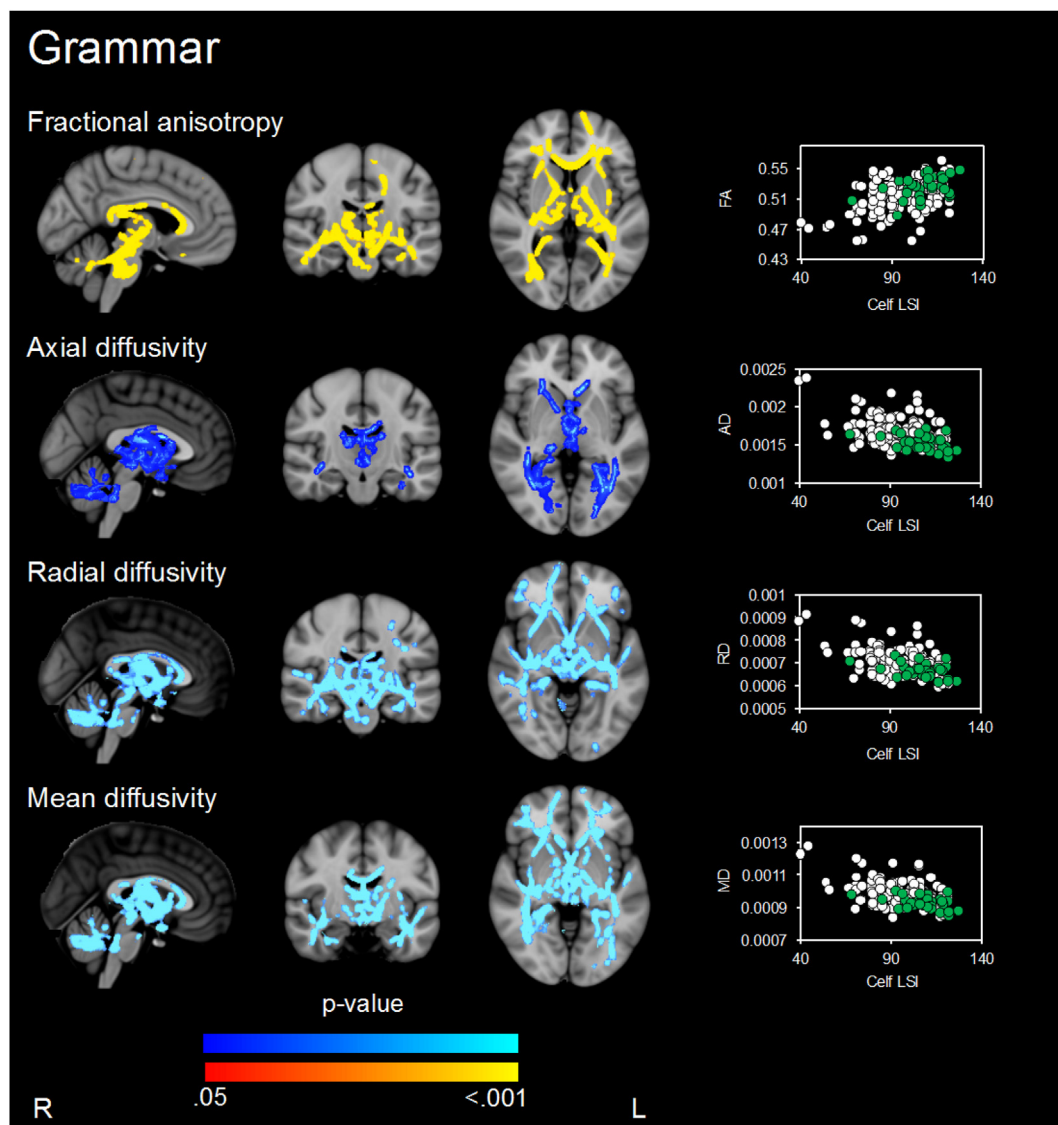 Grammar
Fractional anisotropy
FA
0.55
0.51
0.47
0.43
40 90 140
Celf LSI
Axial diffusivity
AD
0.0025
0.002
0.0015
0.001
40 90 140
Celf LSI
Radial diffusivity
RD
0.001
0.0009
0.0008
0.0007
0.0006
0.0005
40 90 140
Celf LSI
Mean diffusivity
MD
0.0013
0.0011
0.0009
0.0007
40 90 140
Celf LSI
p-value
.05 <.001
R L